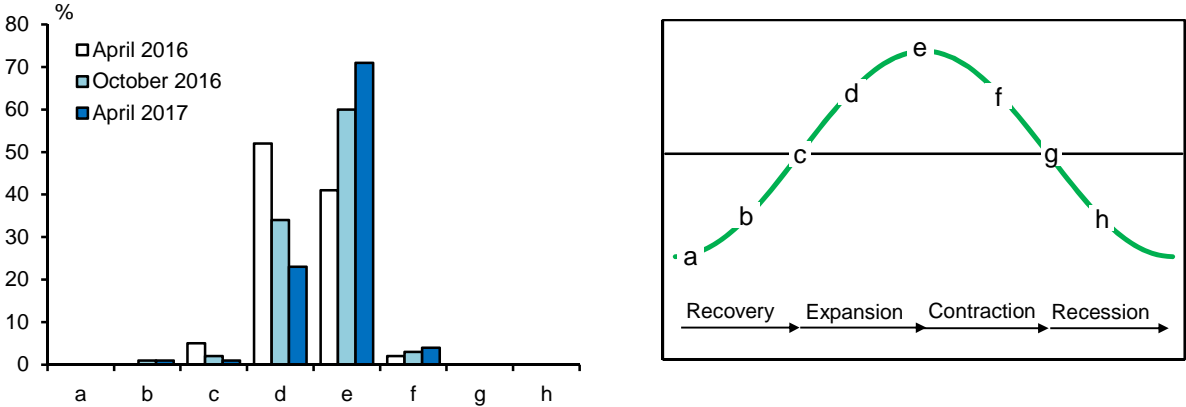 %
80
70
60
50
40
30
20
10
0
April 2016
October 2016
April 2017
a b c d e f g h
e
d f
c g
b h
a
Recovery Expansion Contraction Recession